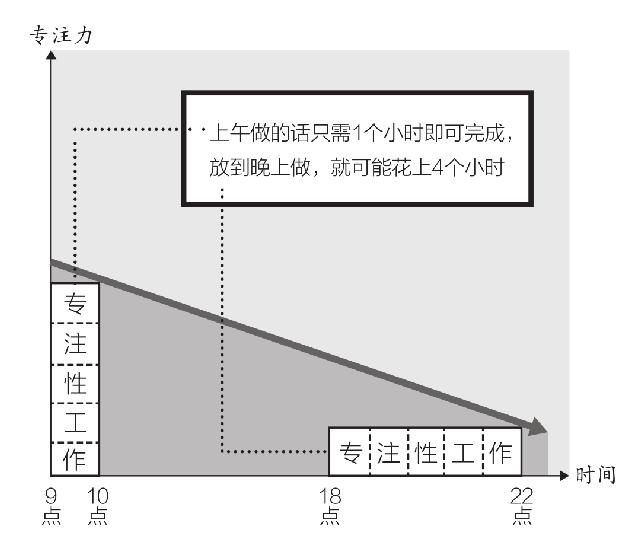 专注力
上午做的话只需1个小时即可完成，
放到晚上做，就可能花上4个小时
专
注
性
工
作
专注性工作
时间
9点
10点
18点
22点